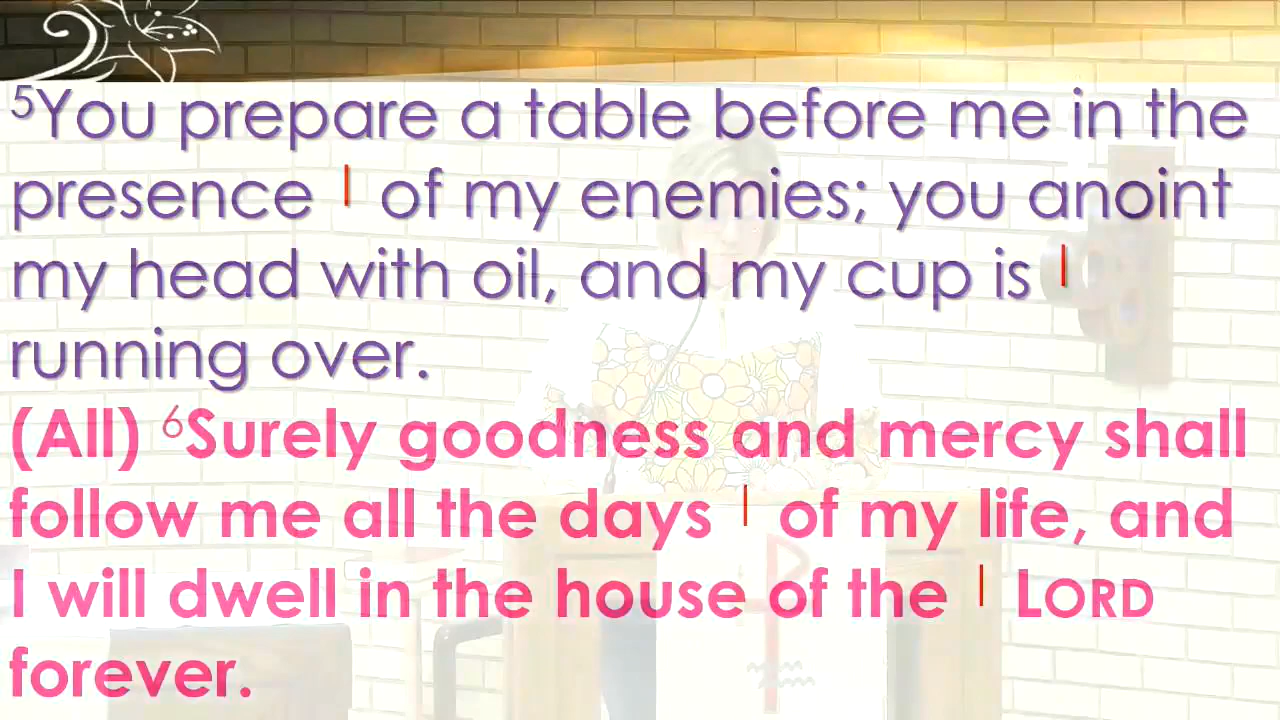 ⁵You prepare a table before me in the
presence | of my enemies; you anoint
my head with oil, and my cup is |
running over.
(All) ⁶Surely goodness and mercy shall
follow me all the days | of my life, and
I will dwell in the house of the | LORD
forever.